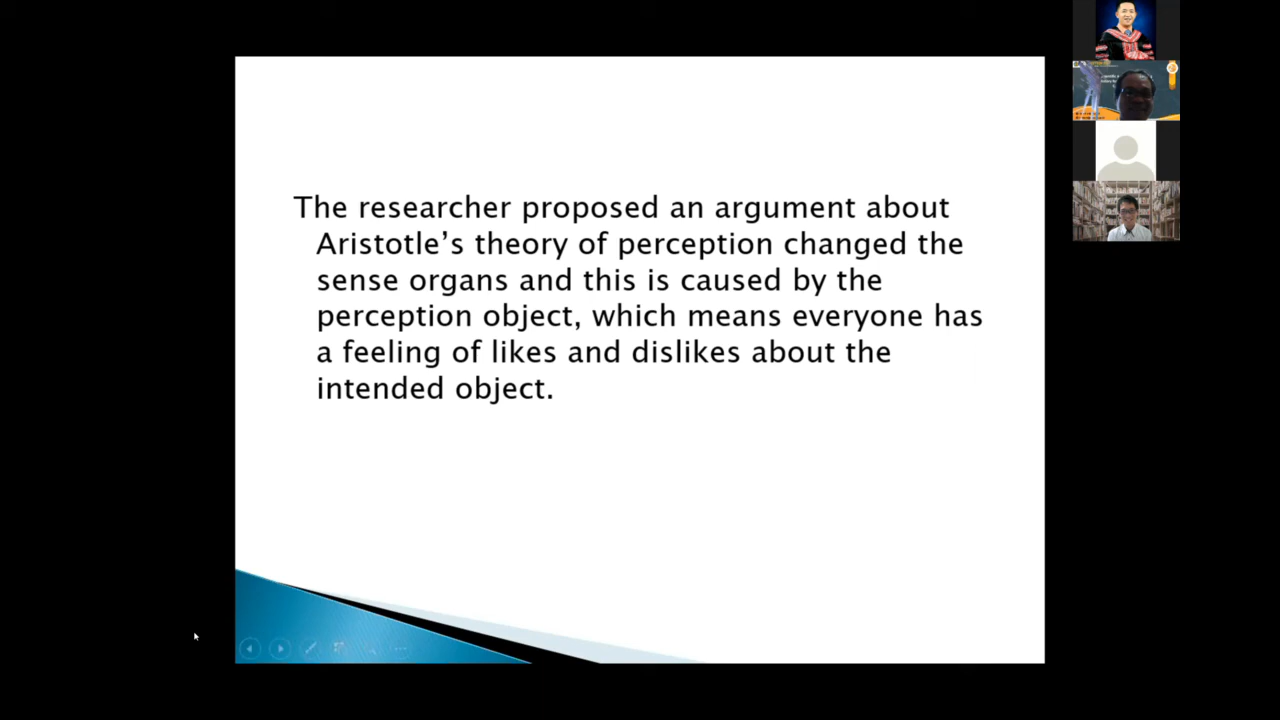 The researcher proposed an argument about
Aristotle’s theory of perception changed the
sense organs and this is caused by the
perception object, which means everyone has
a feeling of likes and dislikes about the
intended object.